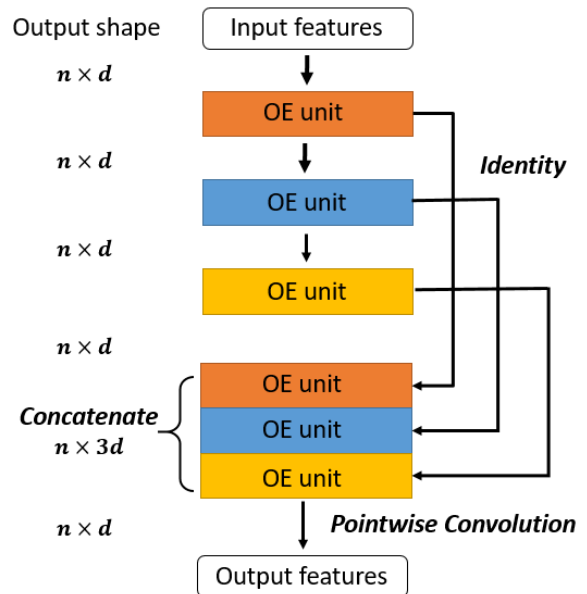 Output shape
Input features
n × d
OE unit
n × d
Identity
OE unit
n × d
OE unit
n × d
OE unit
Concatenate
n × 3d
OE unit
OE unit
n × d
Pointwise Convolution
Output features